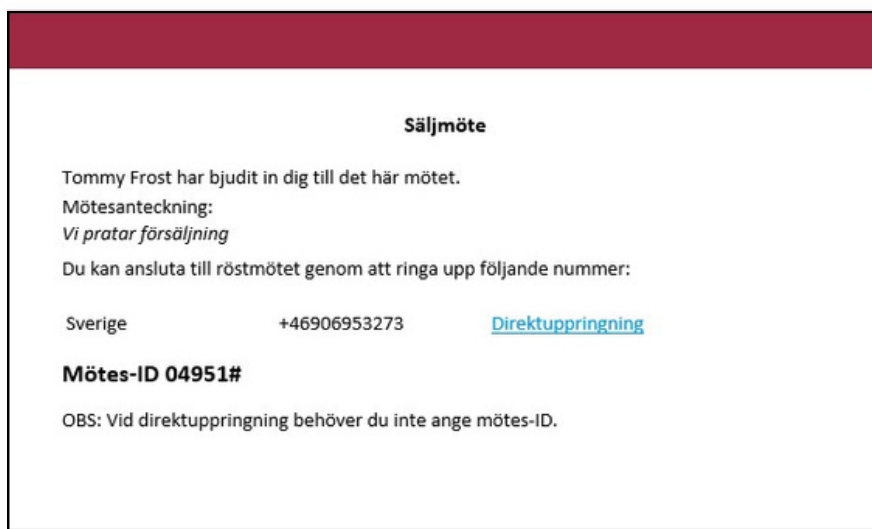 Säljmöte
Tommy Frost har bjudit in dig till det här mötet.
Mötesanteckning:
Vi pratar försäljning
Du kan ansluta till röstmötet genom att ringa upp följande nummer:
Sverige +46906953273 Direktuppringning
Mötes-ID 04951#
OBS: Vid direktuppringning behöver du inte ange mötes-ID.